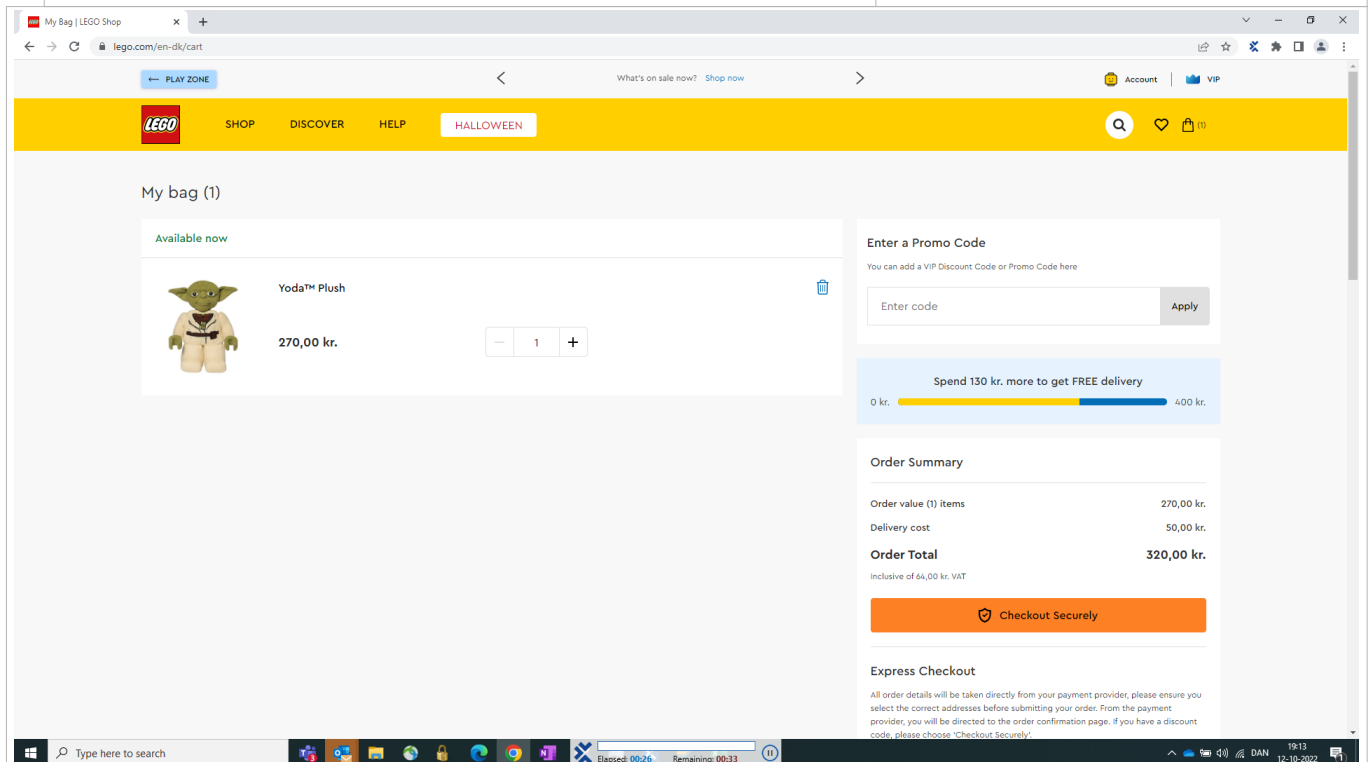 My Bag | LEGO Shop
lego.com/en-dk/cart
← PLAY ZONE
What's on sale now? Shop now
Account
VIP
LEGO
SHOP
DISCOVER
HELP
HALLOWEEN
(1)
My bag (1)
Available now
Yoda™ Plush
270,00 kr.
1
Enter a Promo Code
You can add a VIP Discount Code or Promo Code here
Enter code
Apply
Spend 130 kr. more to get FREE delivery
0 kr.
400 kr.
Order Summary
Order value (1) items 270,00 kr.
Delivery cost 50,00 kr.
Order Total 320,00 kr.
Inclusive of 64,00 kr. VAT
Checkout Securely
Express Checkout
All order details will be taken directly from your payment provider, please ensure you
select the correct addresses before submitting your order. From the payment
provider, you will be directed to the order confirmation page. If you have a discount
code, please choose 'Checkout Securely'.
Type here to search
Elapsed: 00:26 Remaining: 00:33
DAN
19:13
12-10-2022